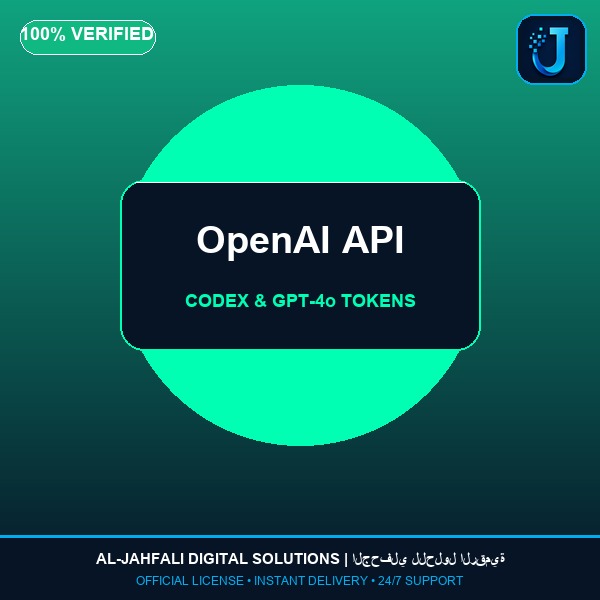 100% VERIFIED
OpenAI API
CODEX & GPT-4o TOKENS
AL-JAHFALI DIGITAL SOLUTIONS | الجحفلي للحلول الرقمية
OFFICIAL LICENSE • INSTANT DELIVERY • 24/7 SUPPORT